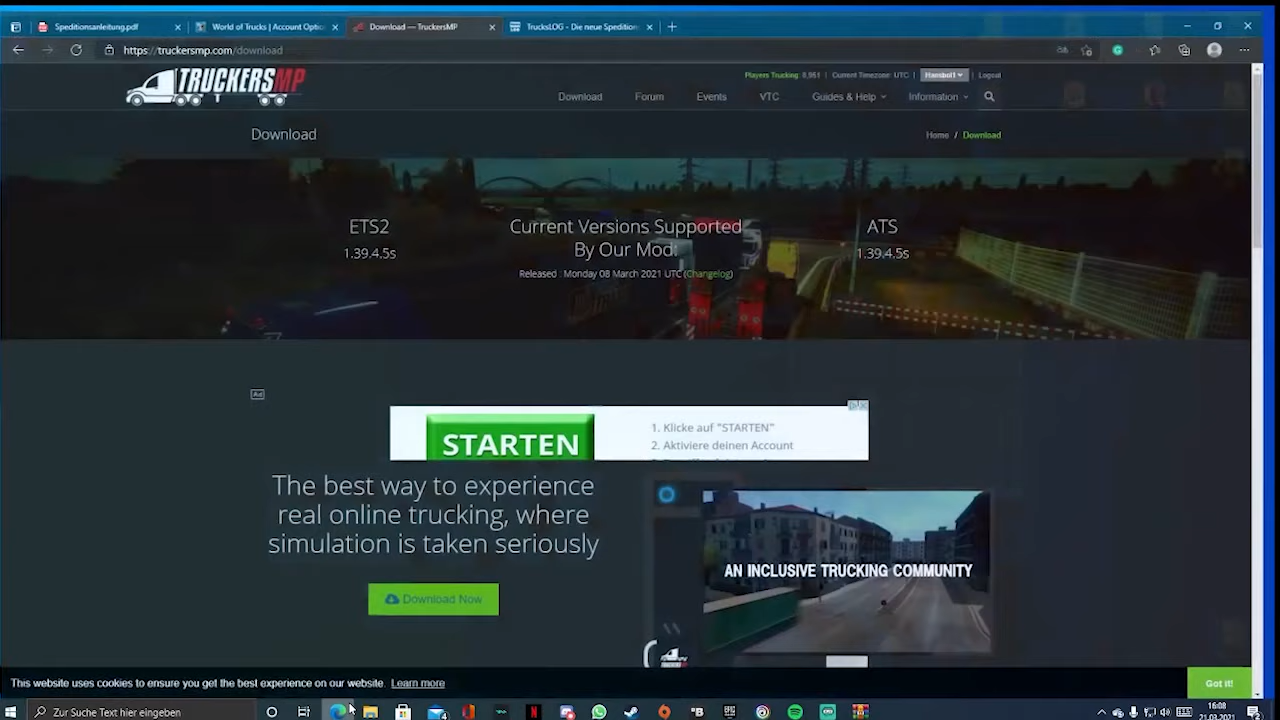 Speditionsanleitung.pdf
World of Trucks | Account Optio
Download — TruckersMP
TrucksLOG - Die neue Spedition
https://truckersmp.com/download
TRUCKERSMP
Players Trucking: 9,951 | Current Timezone: UTC
Logout
Download
Forum
Events
VTC
Guides & Help
Information
Download
Home / Download
ETS2
1.39.4.5s
Current Versions Supported
By Our Mod:
Released : Monday 08 March 2021 UTC (Changelog)
ATS
1.39.4.5s
Ad
STARTEN
1. Klicke auf "STARTEN"
2. Aktiviere deinen Account
The best way to experience
real online trucking, where
simulation is taken seriously
Download Now
AN INCLUSIVE TRUCKING COMMUNITY
This website uses cookies to ensure you get the best experience on our website. Learn more
Got it!
Zur Suche Text hier eingeben
16:08
21.03.2021